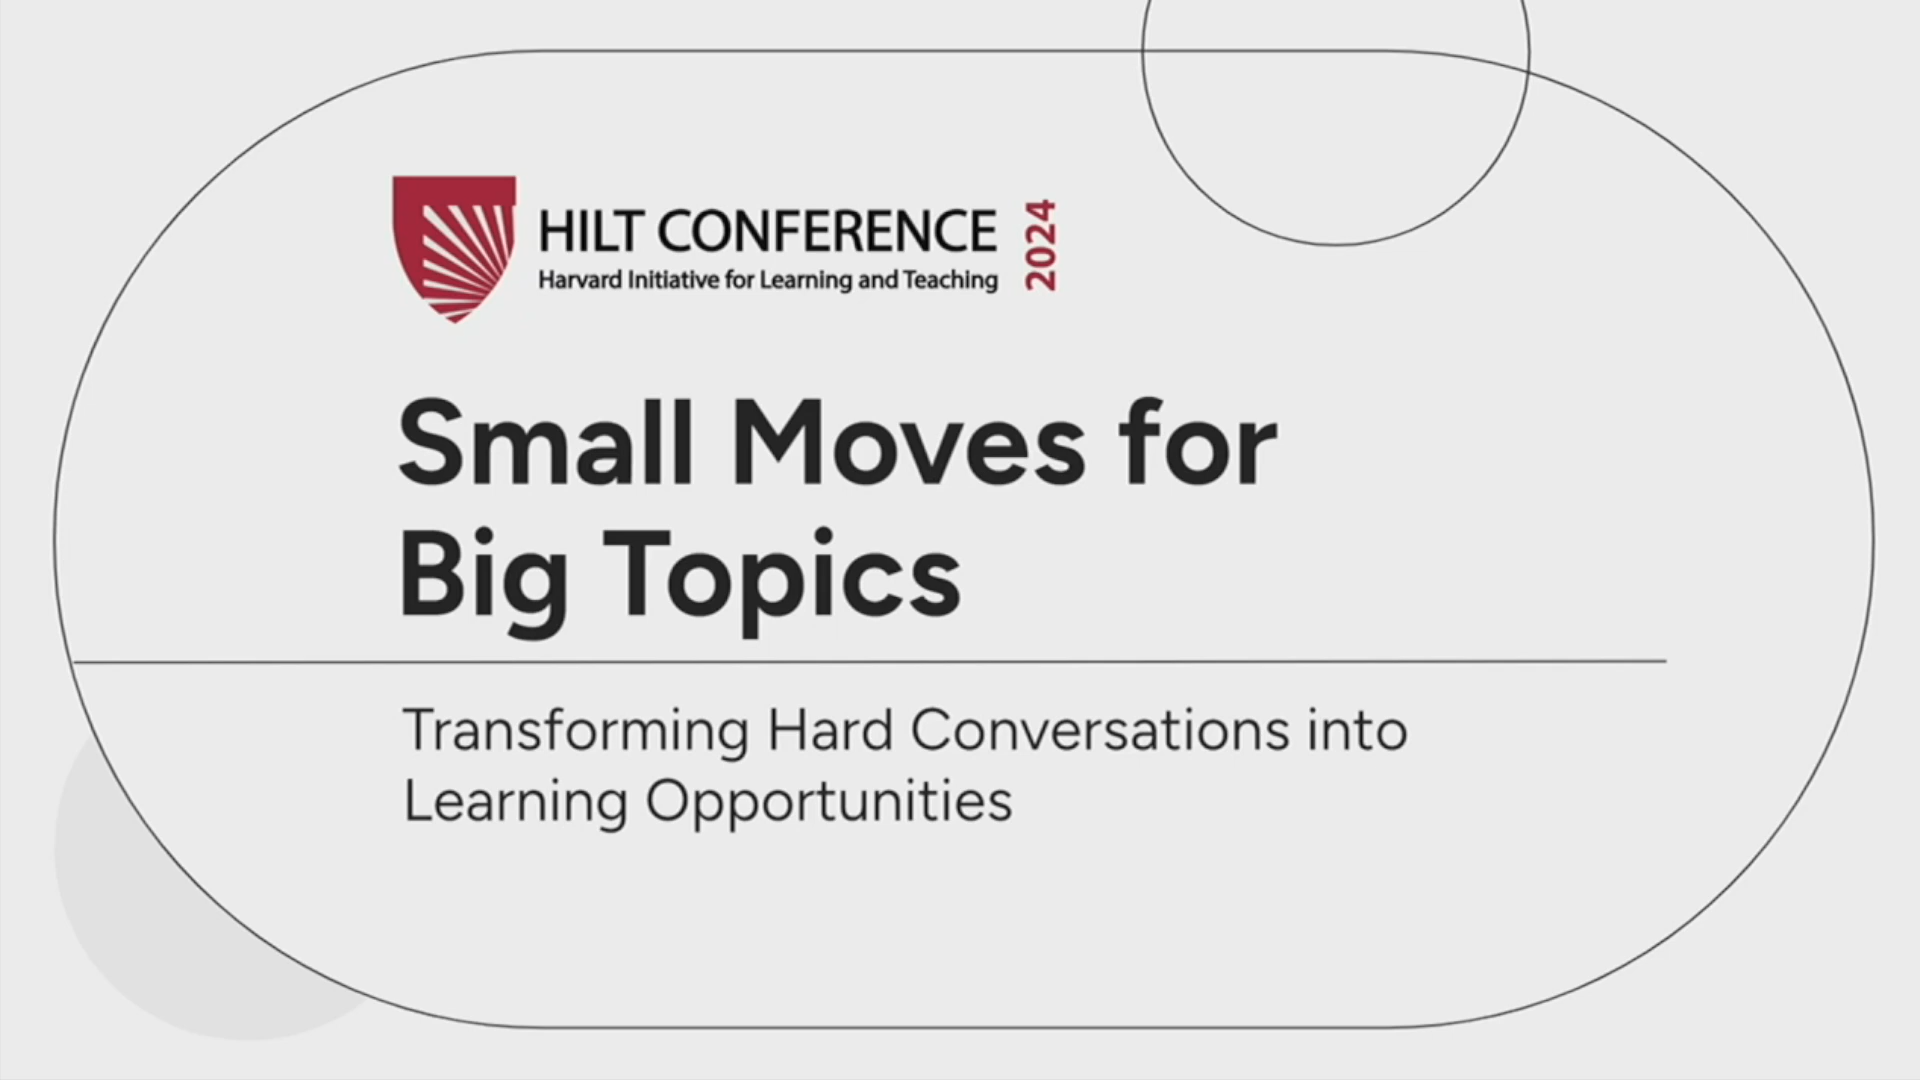 HILT CONFERENCE
Harvard Initiative for Learning and Teaching
2024
Small Moves for
Big Topics
Transforming Hard Conversations into
Learning Opportunities